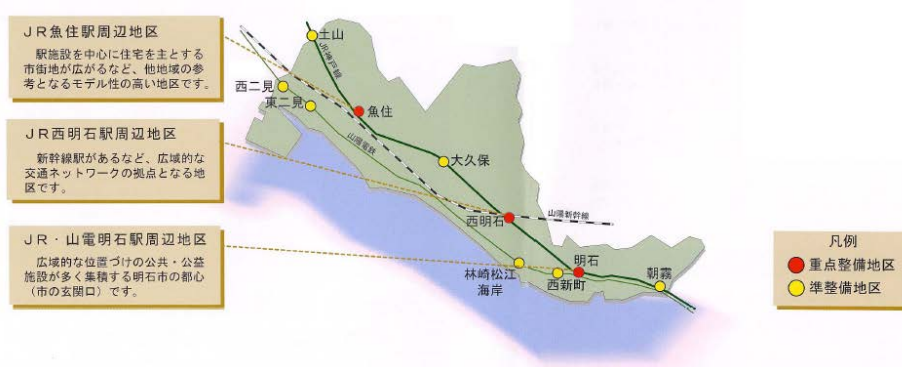 JR魚住駅周辺地区
駅施設を中心に住宅を主とする
市街地が広がるなど、他地域の参
考となるモデル性の高い地区です。
JR西明石駅周辺地区
新幹線駅があるなど、広域的な
交通ネットワークの拠点となる地
区です。
JR・山電明石駅周辺地区
広域的な位置づけの公共・公益
施設が多く集積する明石市の都心
(市の玄関口)です。
土山
JR神戸線
西二見
東二見
魚住
山陽電鉄
大久保
西明石
山陽新幹線
林崎松江
海岸
西新町
明石
朝霧
凡例
重点整備地区
準整備地区